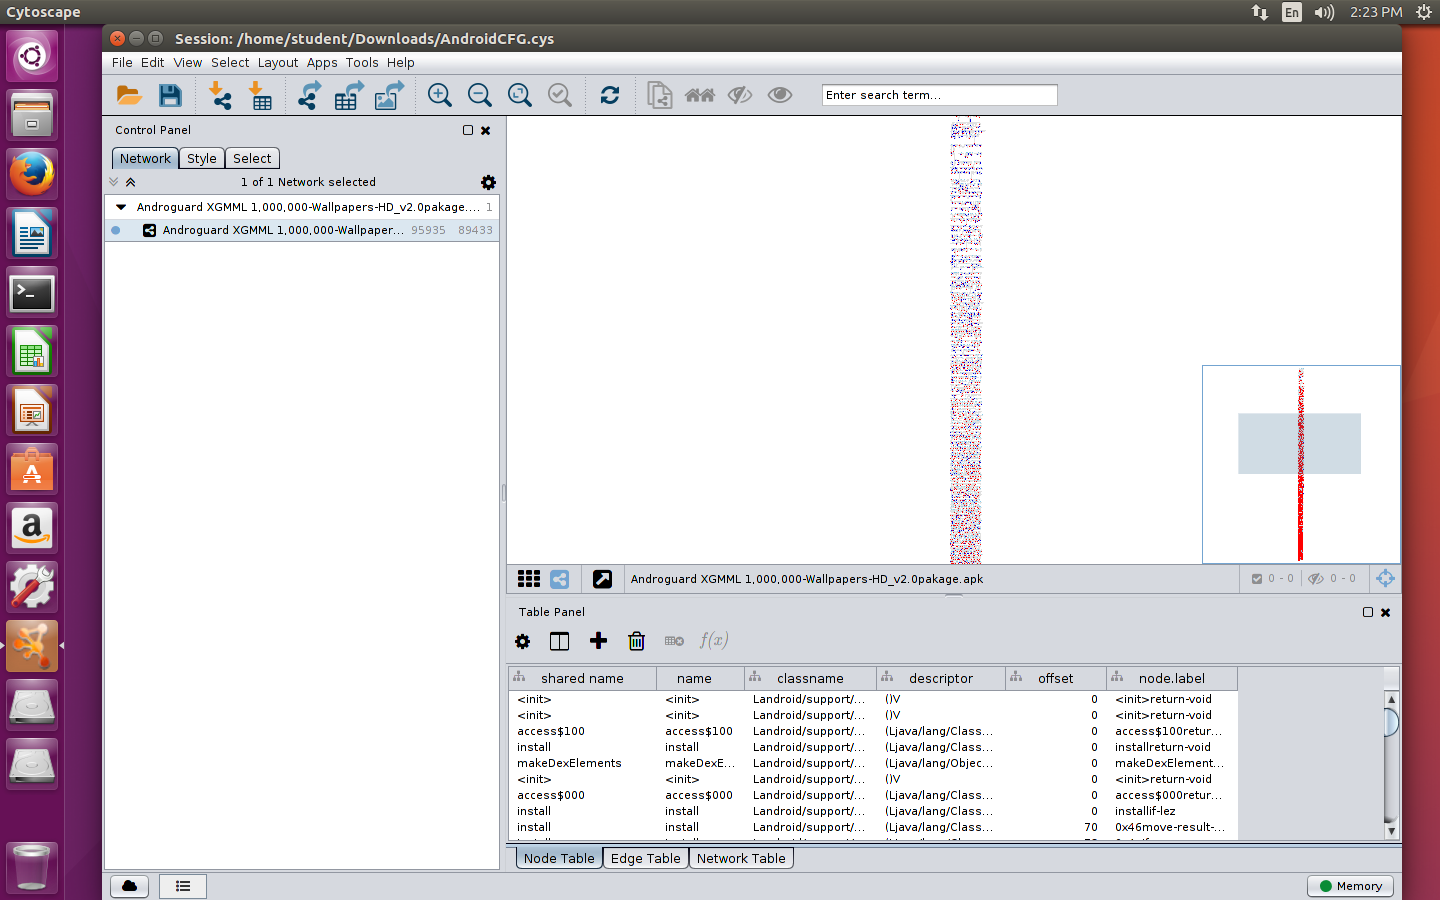 Cytoscape
En
2:23 PM
Session: /home/student/Downloads/AndroidCFG.cys
File Edit View Select Layout Apps Tools Help
Enter search term...
Control Panel
Network Style Select
1 of 1 Network selected
Androguard XGMML 1,000,000-Wallpapers-HD_v2.0pakage.... 1
Androguard XGMML 1,000,000-Wallpaper... 95935 89433
Androguard XGMML 1,000,000-Wallpapers-HD_v2.0pakage.apk
0 - 0
0 - 0
Table Panel
f(x)
shared name name classname descriptor offset node.label
<init> <init> Landroid/support/... ()V 0 <init>return-void
<init> <init> Landroid/support/... ()V 0 <init>return-void
access$100 access$100 Landroid/support/... (Ljava/lang/Class... 0 access$100retur...
install install Landroid/support/... (Ljava/lang/Class... 0 installreturn-void
makeDexElements makeDexE... Landroid/support/... (Ljava/lang/Objec... 0 makeDexElement...
<init> <init> Landroid/support/... ()V 0 <init>return-void
access$000 access$000 Landroid/support/... (Ljava/lang/Class... 0 access$000retur...
install install Landroid/support/... (Ljava/lang/Class... 0 installif-lez
install install Landroid/support/... (Ljava/lang/Class... 70 0x46move-result-...
Node Table Edge Table Network Table
Memory